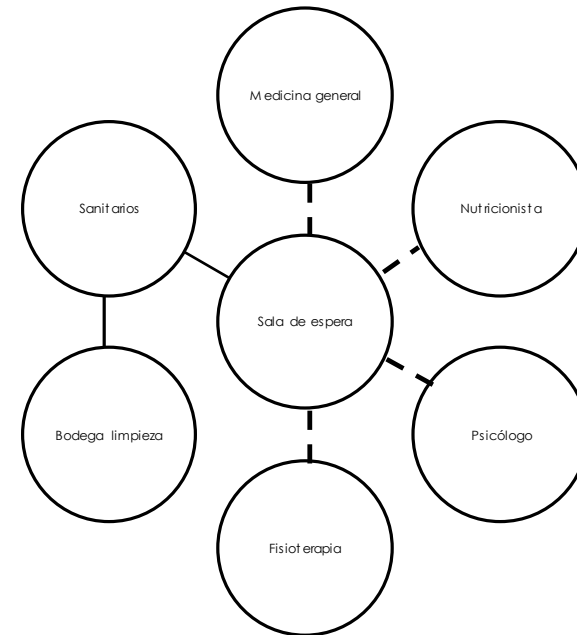 Medicina general
Sanitarios
Nutricionista
Sala de espera
Bodega limpieza
Psicólogo
Fisioterapia